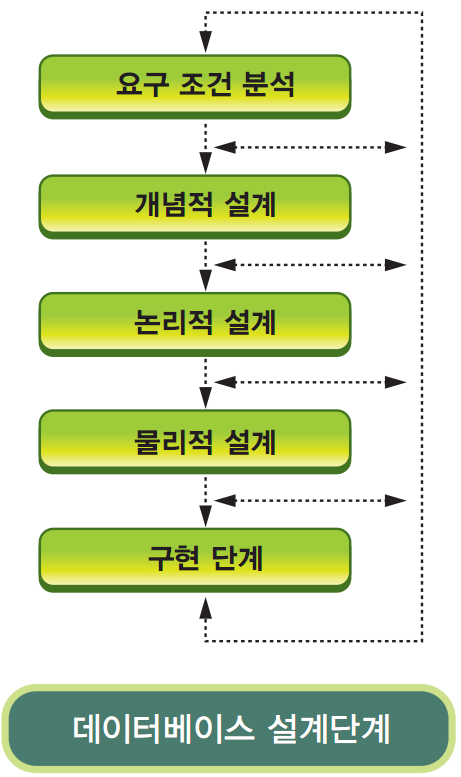 요구 조건 분석
개념적 설계
논리적 설계
물리적 설계
구현 단계
데이터베이스 설계단계